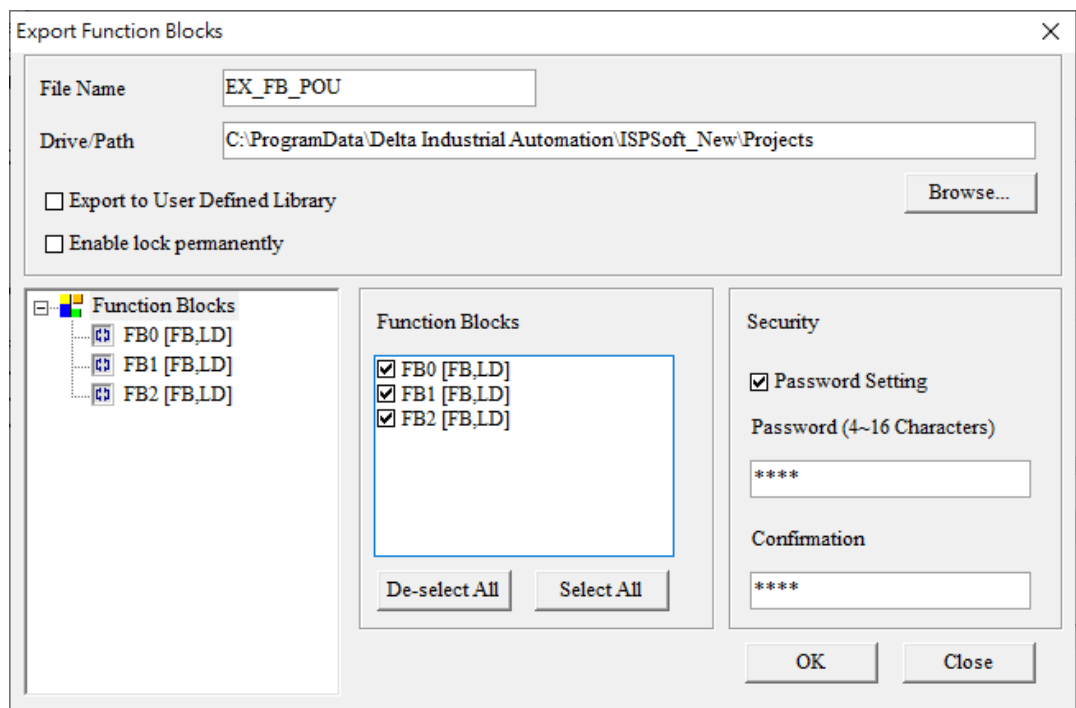 Export Function Blocks
File Name
EX_FB_POU
Drive/Path
C:\ProgramData\Delta Industrial Automation\ISPSoft_New\Projects
Export to User Defined Library
Browse...
Enable lock permanently
Function Blocks
FB0 [FB,LD]
FB1 [FB,LD]
FB2 [FB,LD]
Function Blocks
FB0 [FB,LD]
FB1 [FB,LD]
FB2 [FB,LD]
De-select All
Select All
Security
Password Setting
Password (4~16 Characters)
****
Confirmation
****
OK
Close